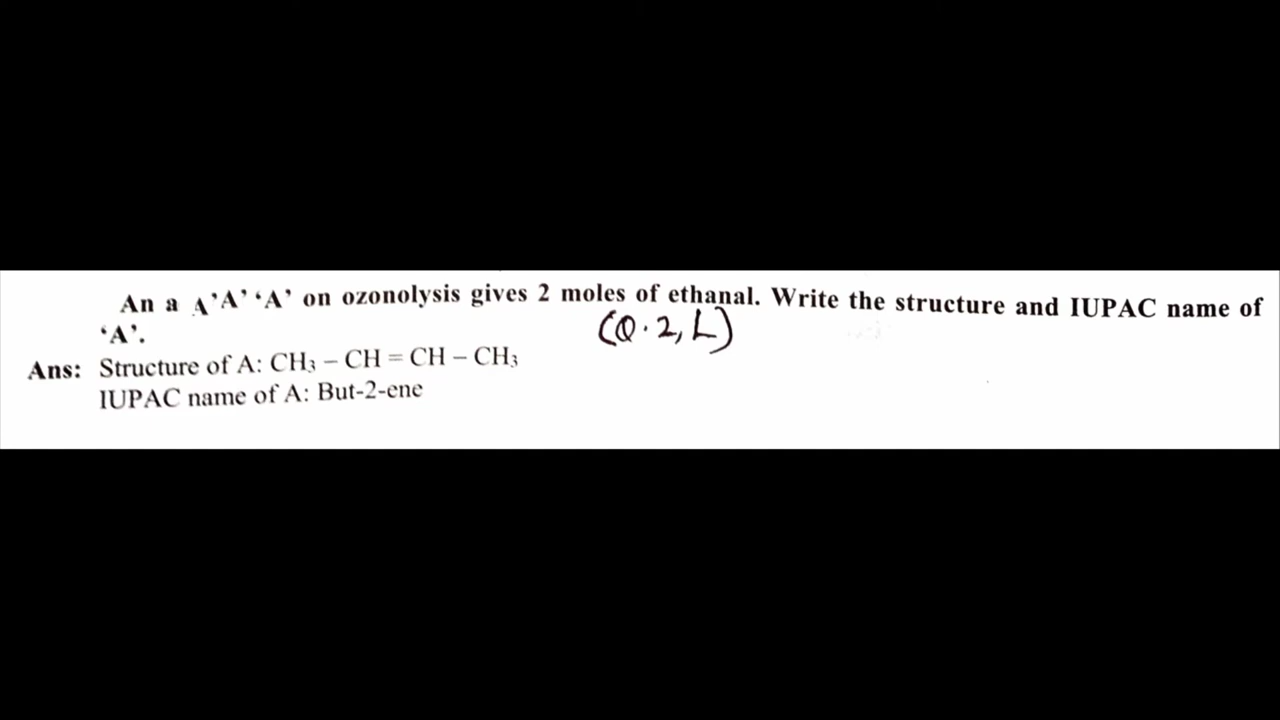 An a A’A’ ‘A’ on ozonolysis gives 2 moles of ethanal. Write the structure and IUPAC name of
‘A’.
(Q.2, L)
Ans: Structure of A: CH₃ – CH = CH – CH₃
IUPAC name of A: But-2-ene